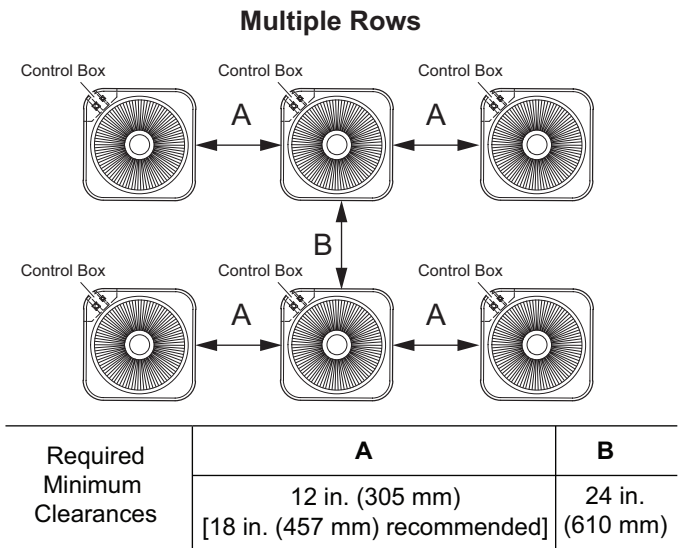 Multiple Rows
Control Box Control Box Control Box
A A
B
Control Box Control Box Control Box
A A
Required Minimum Clearances
A B
12 in. (305 mm)
[18 in. (457 mm) recommended]
24 in.
(610 mm)